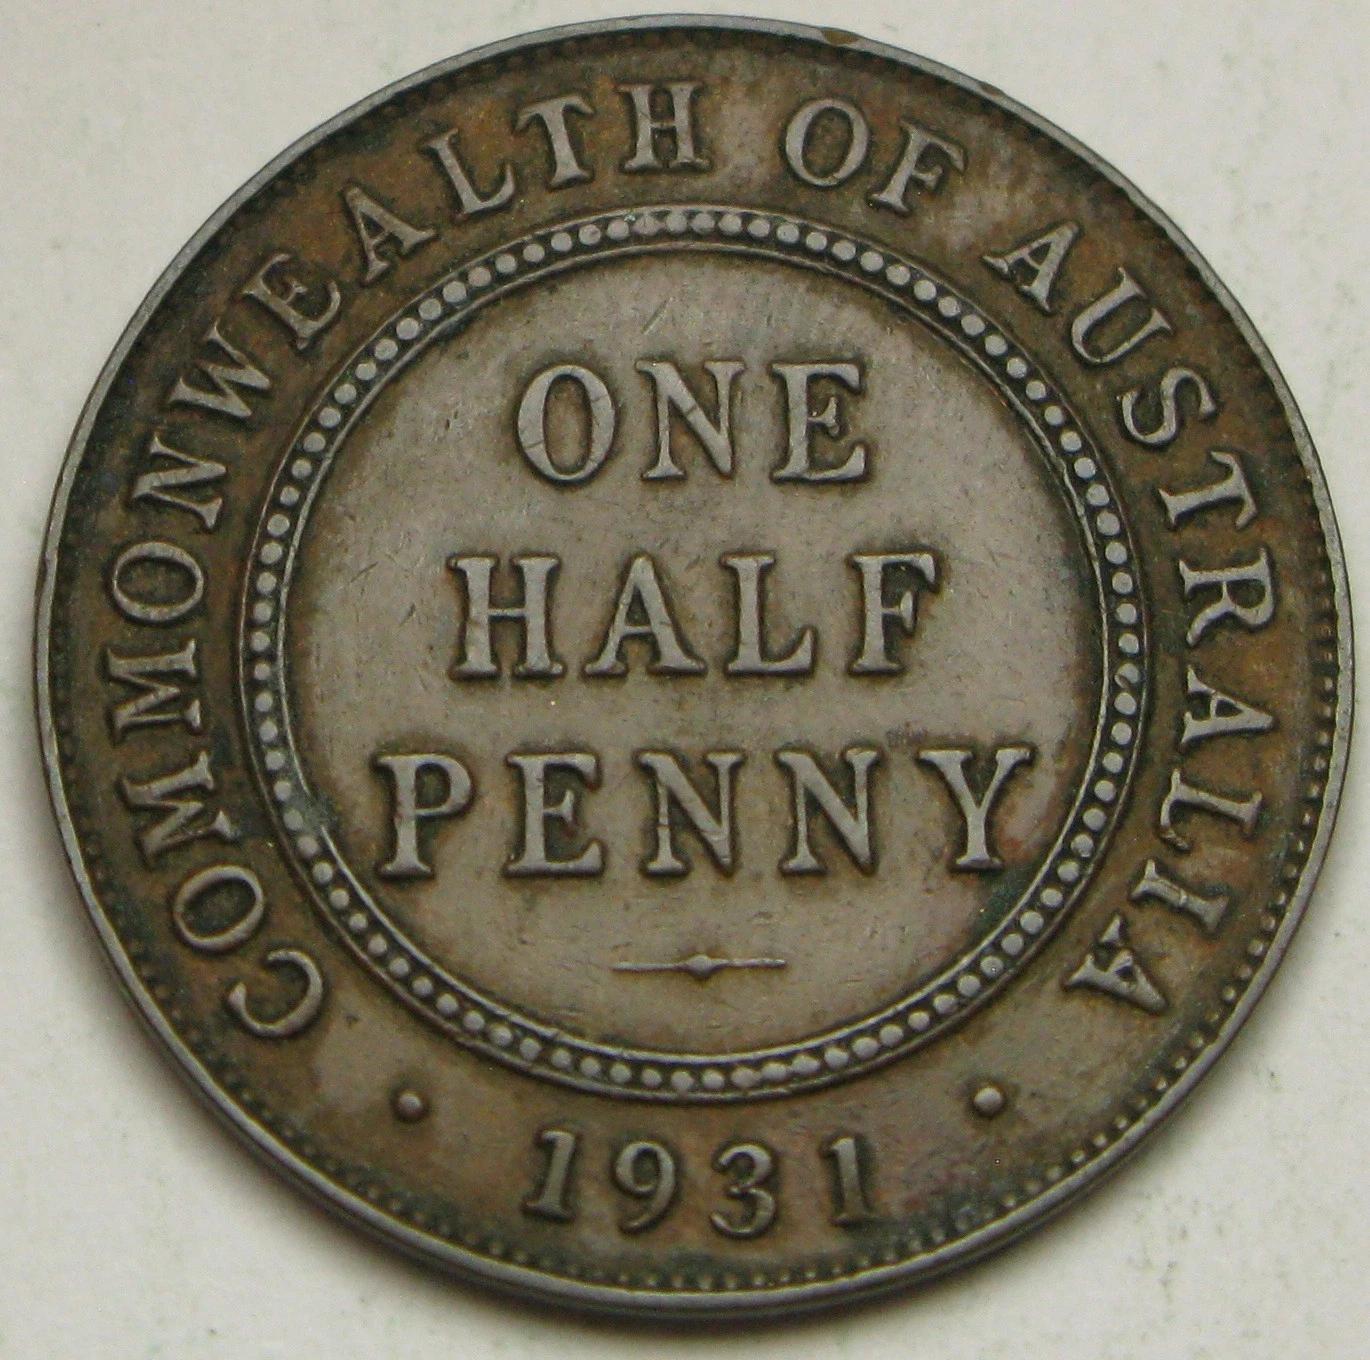 COMMONWEALTH OF AUSTRALIA
ONE
HALF
PENNY
· 1931 ·